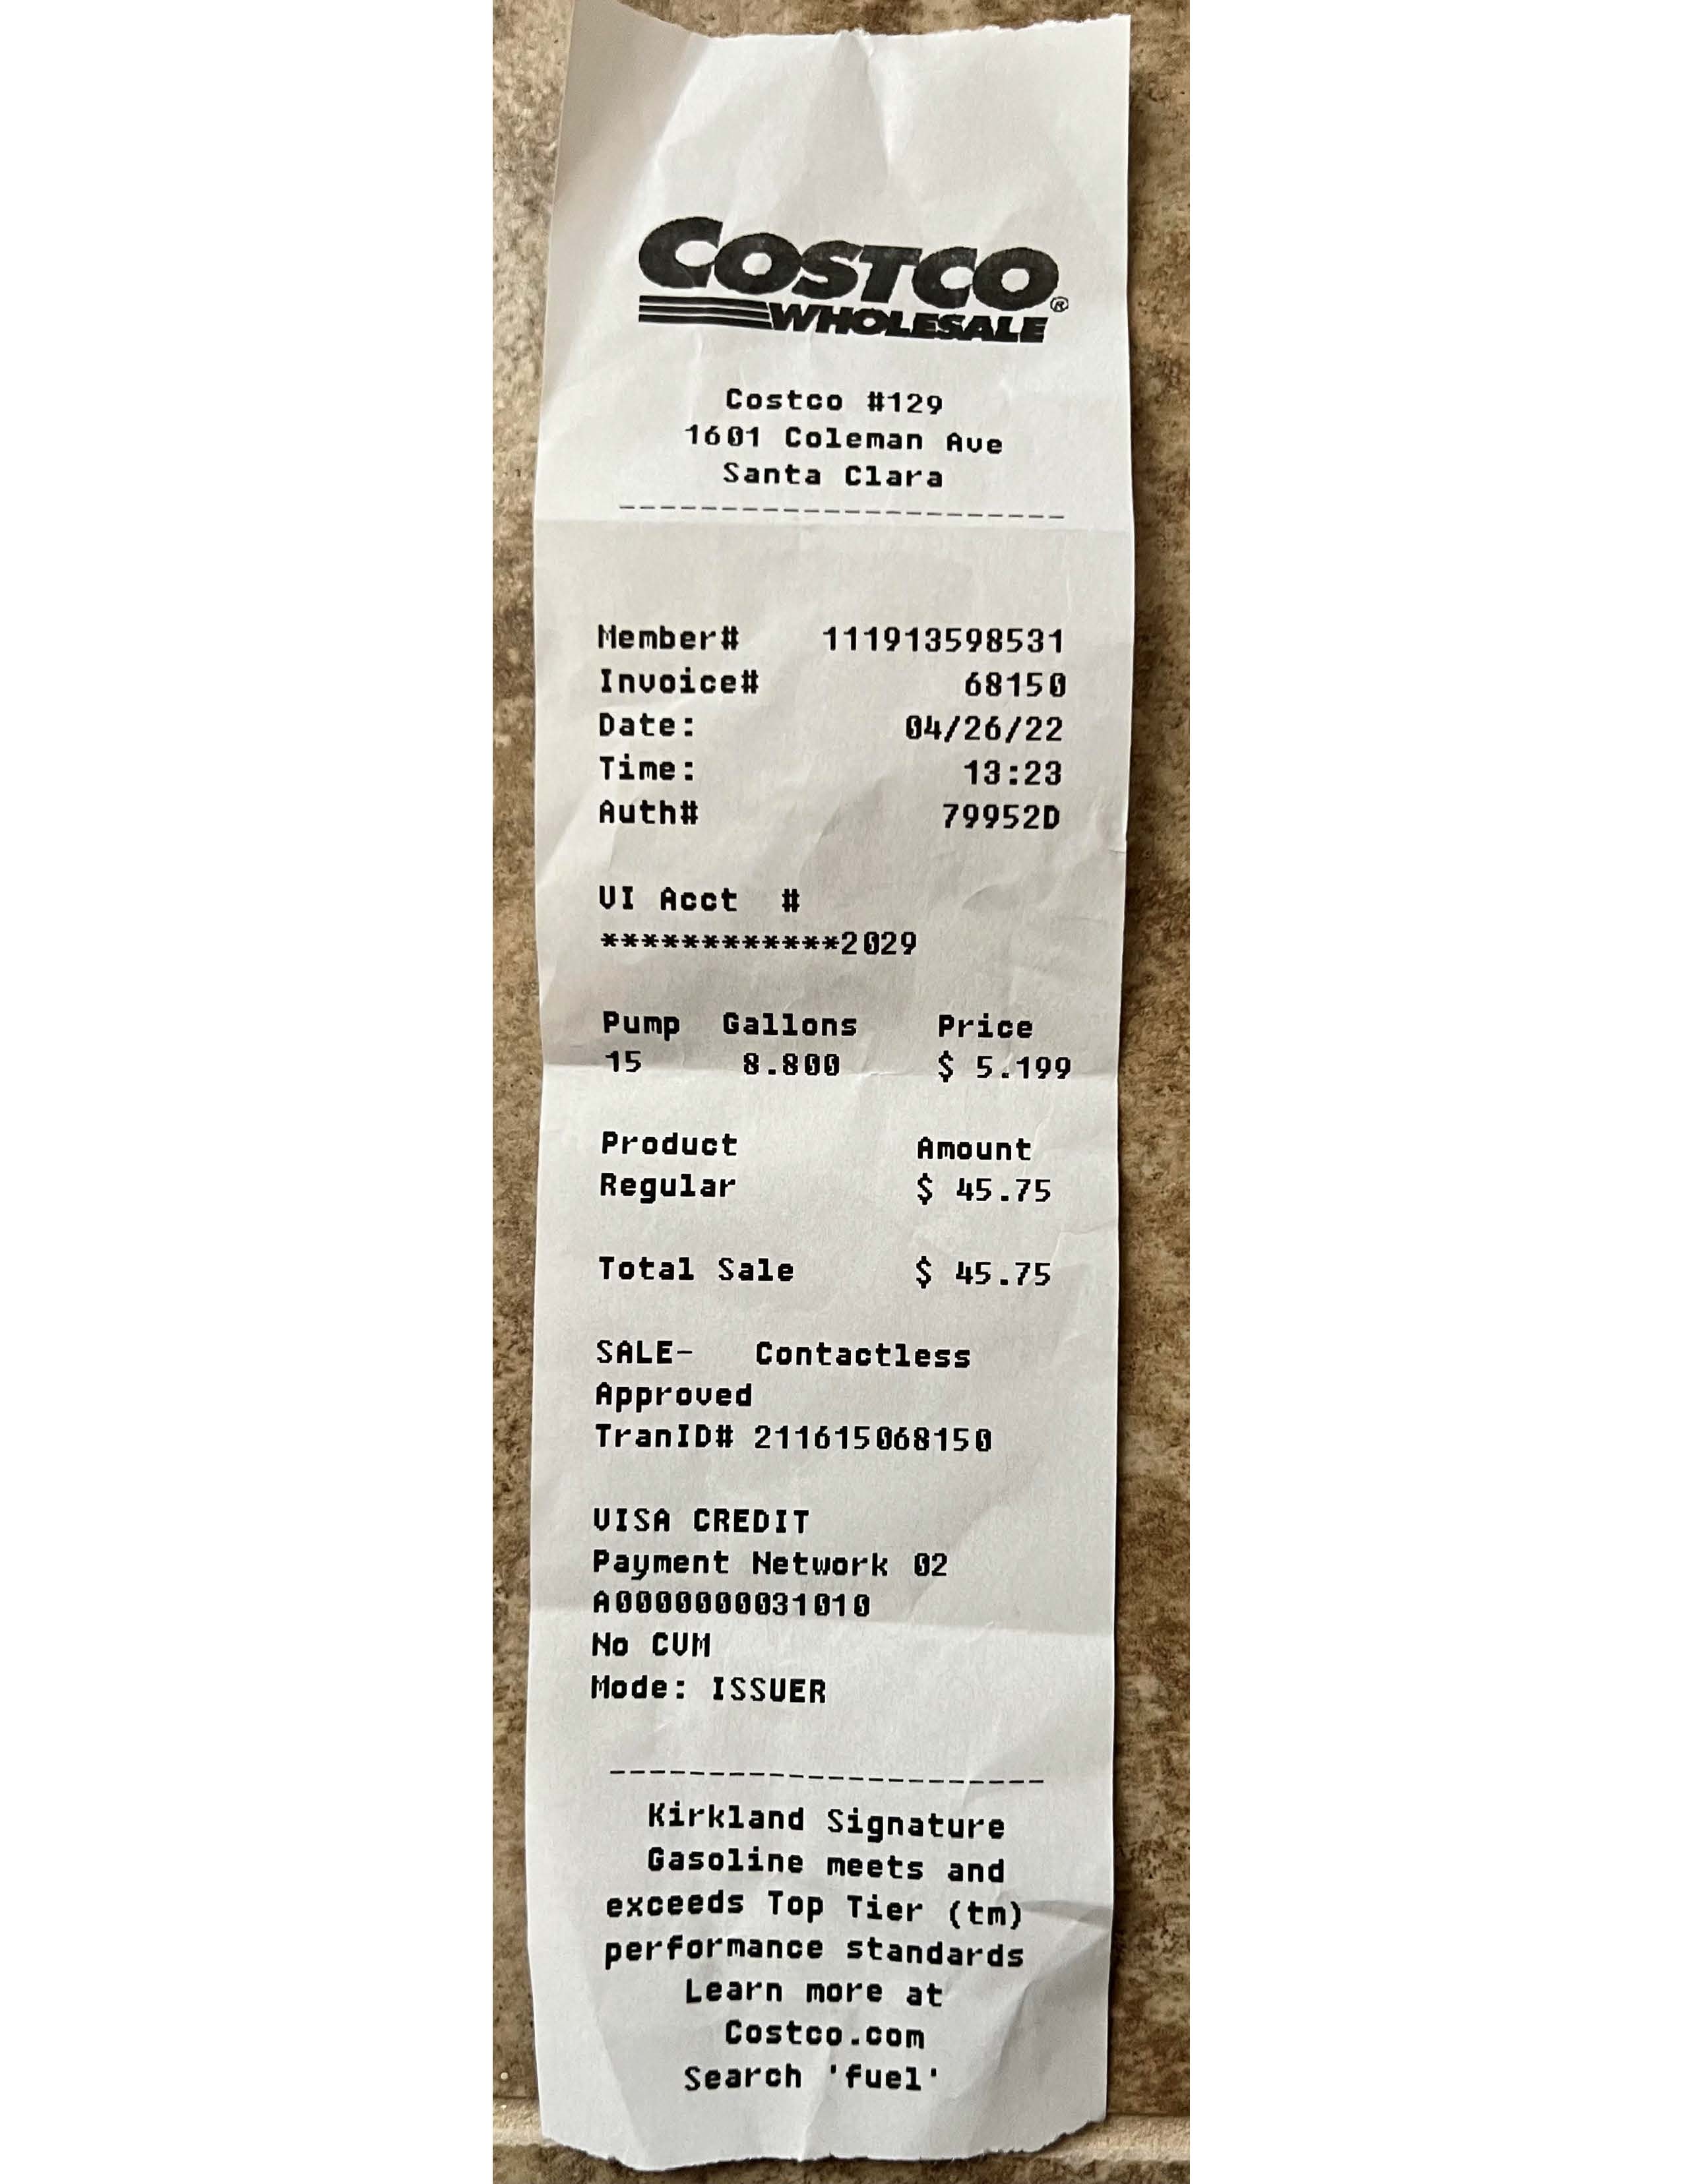 COSTCO
WHOLESALE®
Costco #129
1601 Coleman Ave
Santa Clara
----------------------
Member# 111913598531
Invoice# 68150
Date: 04/26/22
Time: 13:23
Auth# 79952D
VI Acct #
************2029
Pump Gallons Price
15 8.800 $ 5.199
Product Amount
Regular $ 45.75
Total Sale $ 45.75
SALE- Contactless
Approved
TranID# 211615068150
VISA CREDIT
Payment Network 02
A0000000031010
No CVM
Mode: ISSUER
----------------------
Kirkland Signature
Gasoline meets and
exceeds Top Tier (tm)
performance standards
Learn more at
Costco.com
Search 'fuel'